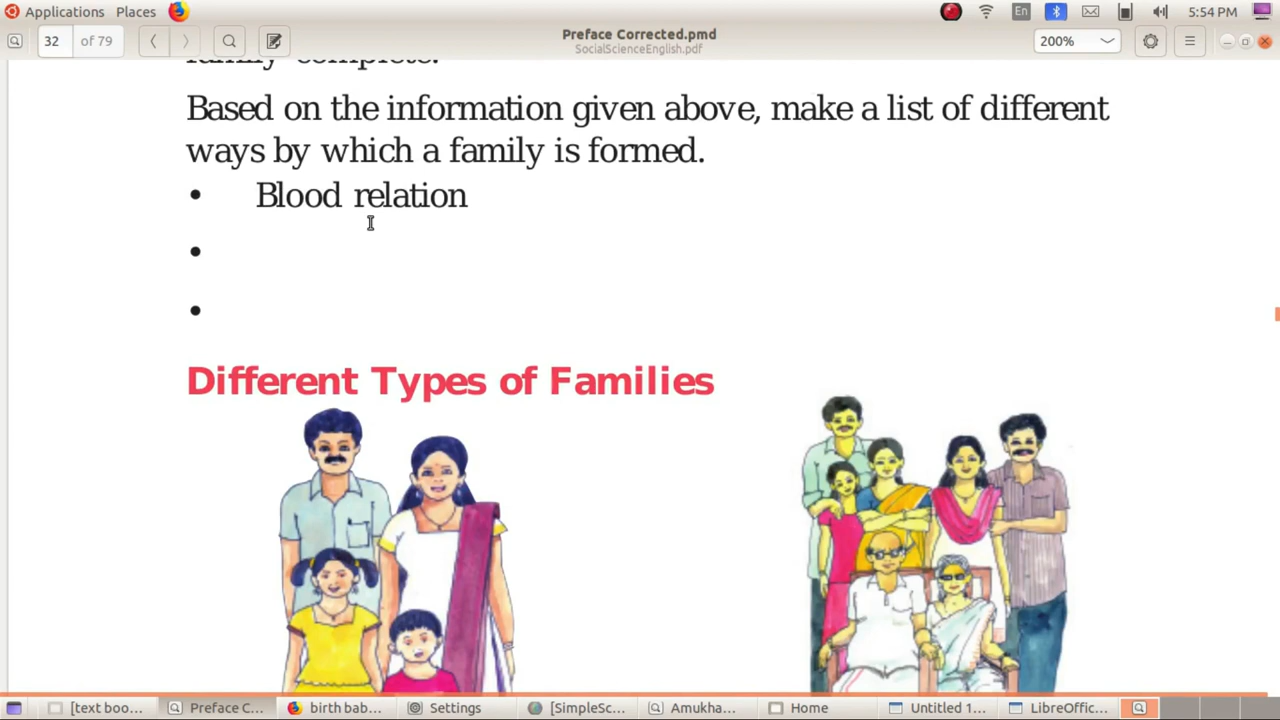 Applications Places En 5:54 PM
32 of 79 Preface Corrected.pmd 200%
SocialScienceEnglish.pdf
family complete.
Based on the information given above, make a list of different
ways by which a family is formed.
• Blood relation
•
•
Different Types of Families
[text boo... Preface C... birth bab... Settings [SimpleSc... Amukha... Home Untitled 1... LibreOffic...